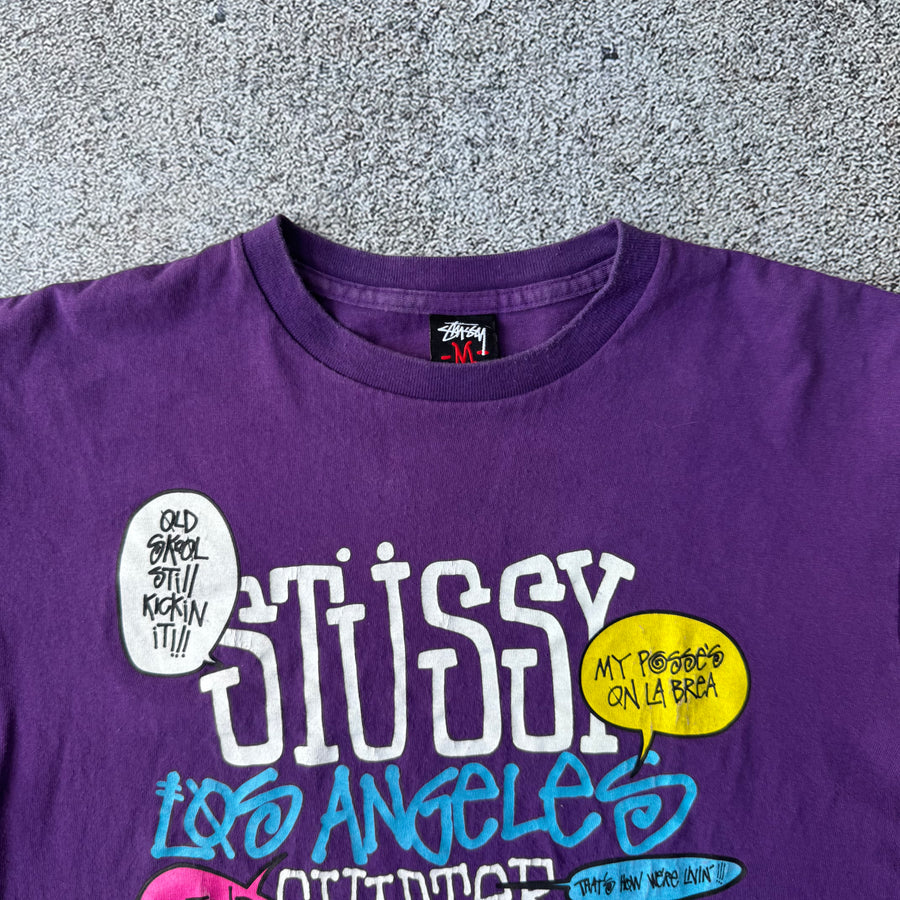 Stüssy
-M-
OLD
SKOOL
STill
KICKIN
iT!!!
STÜSSY
MY POSSE'S
ON LA BREA
LOS ANGELES
THAT'S HOW WE'RE LIVIN'!!!